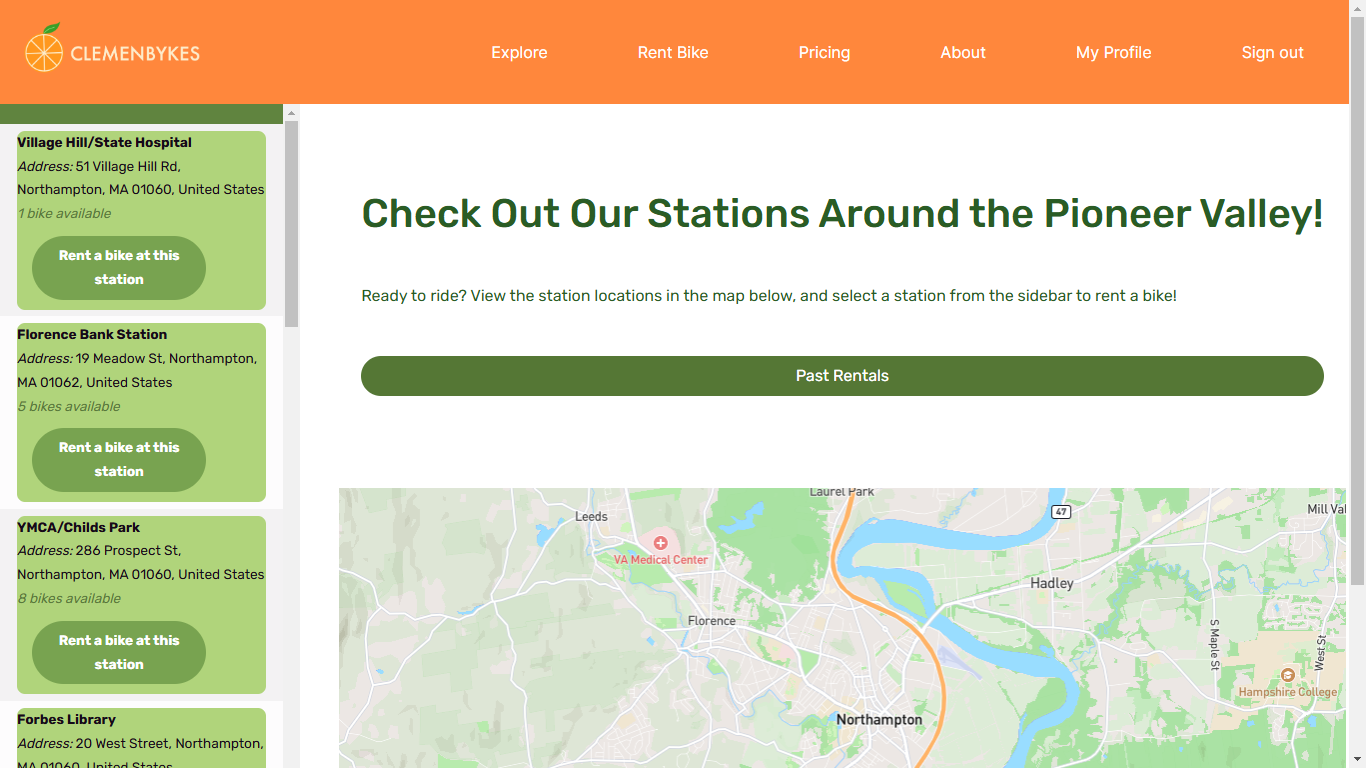 CLEMENBYKES
Explore
Rent Bike
Pricing
About
My Profile
Sign out
Village Hill/State Hospital
Address: 51 Village Hill Rd,
Northampton, MA 01060, United States
1 bike available
Rent a bike at this
station
Florence Bank Station
Address: 19 Meadow St, Northampton,
MA 01062, United States
5 bikes available
Rent a bike at this
station
YMCA/Childs Park
Address: 286 Prospect St,
Northampton, MA 01060, United States
8 bikes available
Rent a bike at this
station
Forbes Library
Address: 20 West Street, Northampton,
MA 01060, United States
Check Out Our Stations Around the Pioneer Valley!
Ready to ride? View the station locations in the map below, and select a station from the sidebar to rent a bike!
Past Rentals
Laurel Park
Leeds
47
Mill Val
VA Medical Center
Hadley
Florence
S Maple St
West St
Hampshire College
Northampton